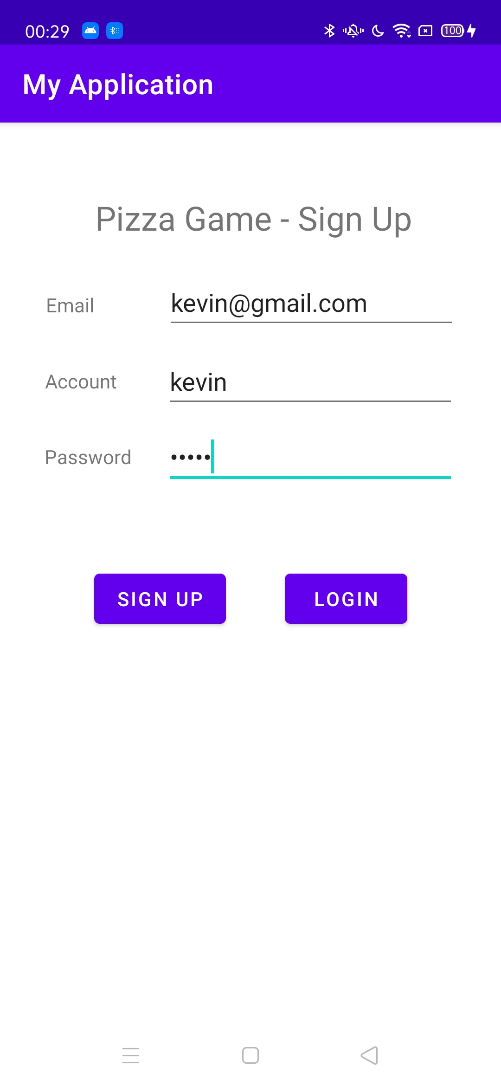 00:29 100
My Application
Pizza Game - Sign Up
Email kevin@gmail.com
Account kevin
Password •••••
SIGN UP LOGIN